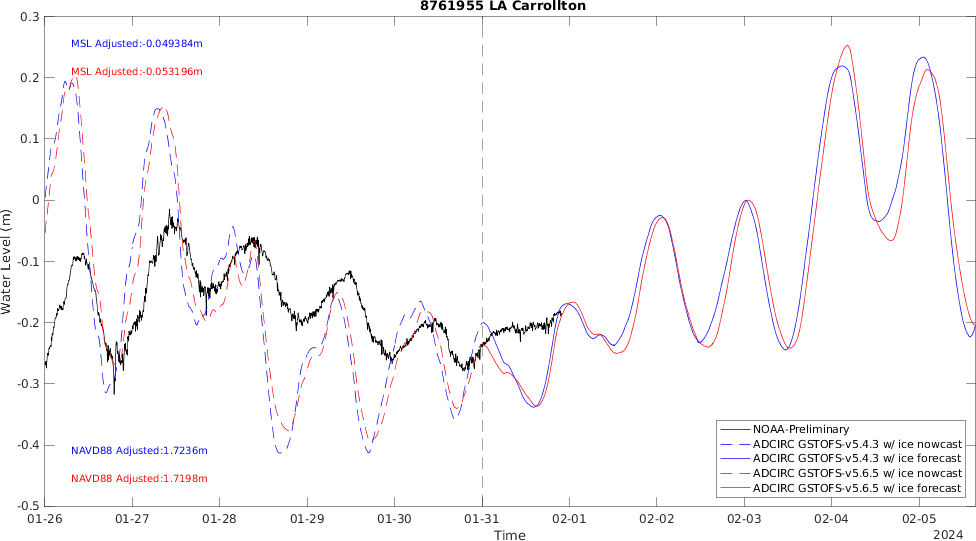 8761955 LA Carrollton
Water Level (m)
0.3
0.2
0.1
0
-0.1
-0.2
-0.3
-0.4
-0.5
MSL Adjusted:-0.049384m
MSL Adjusted:-0.053196m
NAVD88 Adjusted:1.7236m
NAVD88 Adjusted:1.7198m
NOAA-Preliminary
ADCIRC GSTOFS-v5.4.3 w/ ice nowcast
ADCIRC GSTOFS-v5.4.3 w/ ice forecast
ADCIRC GSTOFS-v5.6.5 w/ ice nowcast
ADCIRC GSTOFS-v5.6.5 w/ ice forecast
01-26 01-27 01-28 01-29 01-30 01-31 02-01 02-02 02-03 02-04 02-05
Time
2024